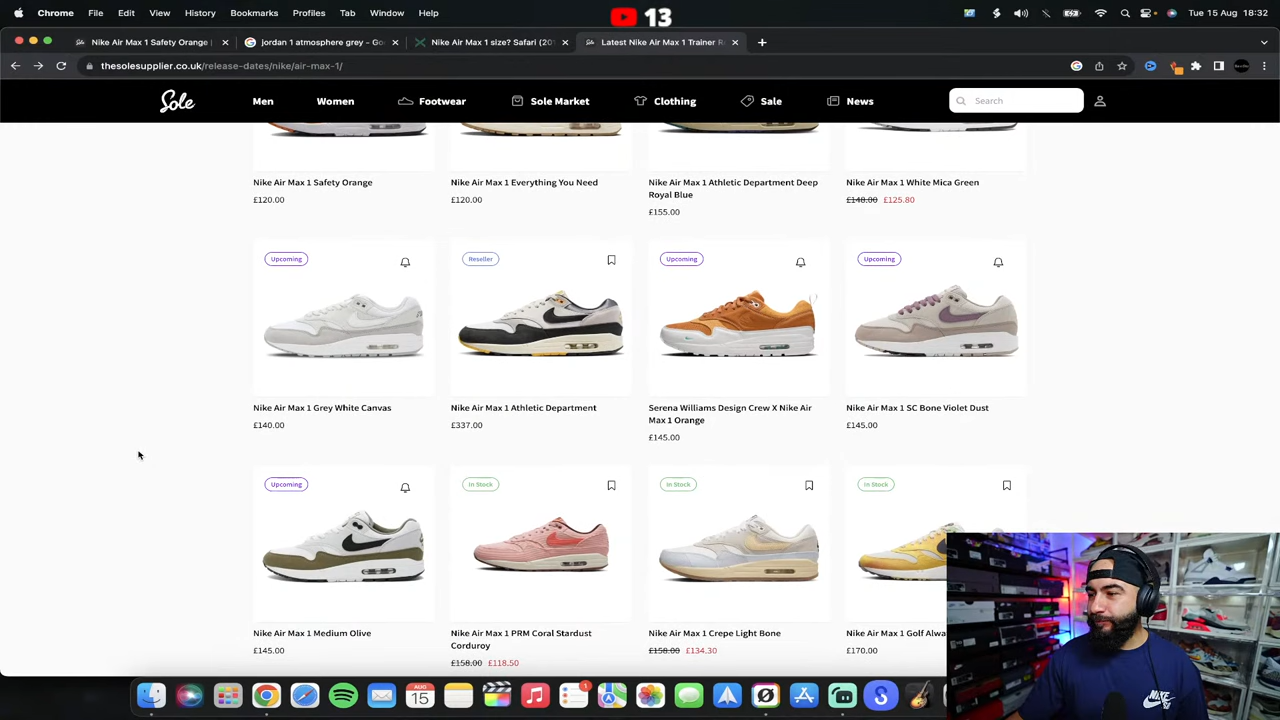 Chrome File Edit View History Bookmarks Profiles Tab Window Help
13
Tue 15 Aug 18:32
Nike Air Max 1 Safety Orange
Jordan 1 atmosphere grey – Go
Nike Air Max 1 size? Safari (201
Latest Nike Air Max 1 Trainer R
thesolesupplier.co.uk/release-dates/nike/air-max-1/
Sole
Men
Women
Footwear
Sole Market
Clothing
Sale
News
Search
Nike Air Max 1 Safety Orange
£120.00
Nike Air Max 1 Everything You Need
£120.00
Nike Air Max 1 Athletic Department Deep
Royal Blue
£155.00
Nike Air Max 1 White Mica Green
£148.00 £125.80
Upcoming
Reseller
Upcoming
Upcoming
Nike Air Max 1 Grey White Canvas
£140.00
Nike Air Max 1 Athletic Department
£337.00
Serena Williams Design Crew X Nike Air
Max 1 Orange
£145.00
Nike Air Max 1 SC Bone Violet Dust
£145.00
Upcoming
In Stock
In Stock
In Stock
Nike Air Max 1 Medium Olive
£145.00
Nike Air Max 1 PRM Coral Stardust
Corduroy
£158.00 £118.50
Nike Air Max 1 Crepe Light Bone
£158.00 £134.30
Nike Air Max 1 Golf Alwa
£170.00
AUG
15
1
NIKE